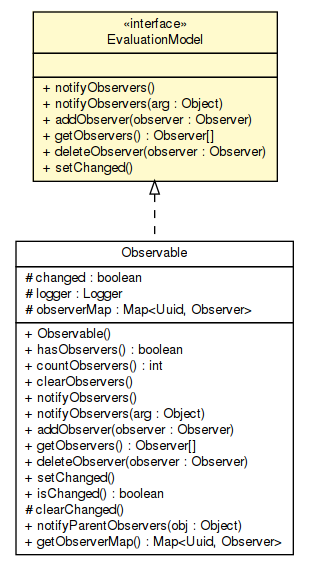 «interface»
EvaluationModel
+ notifyObservers()
+ notifyObservers(arg : Object)
+ addObserver(observer : Observer)
+ getObservers() : Observer[]
+ deleteObserver(observer : Observer)
+ setChanged()
Observable
# changed : boolean
# logger : Logger
# observerMap : Map<Uuid, Observer>
+ Observable()
+ hasObservers() : boolean
+ countObservers() : int
+ clearObservers()
+ notifyObservers()
+ notifyObservers(arg : Object)
+ addObserver(observer : Observer)
+ getObservers() : Observer[]
+ deleteObserver(observer : Observer)
+ setChanged()
+ isChanged() : boolean
# clearChanged()
+ notifyParentObservers(obj : Object)
+ getObserverMap() : Map<Uuid, Observer>